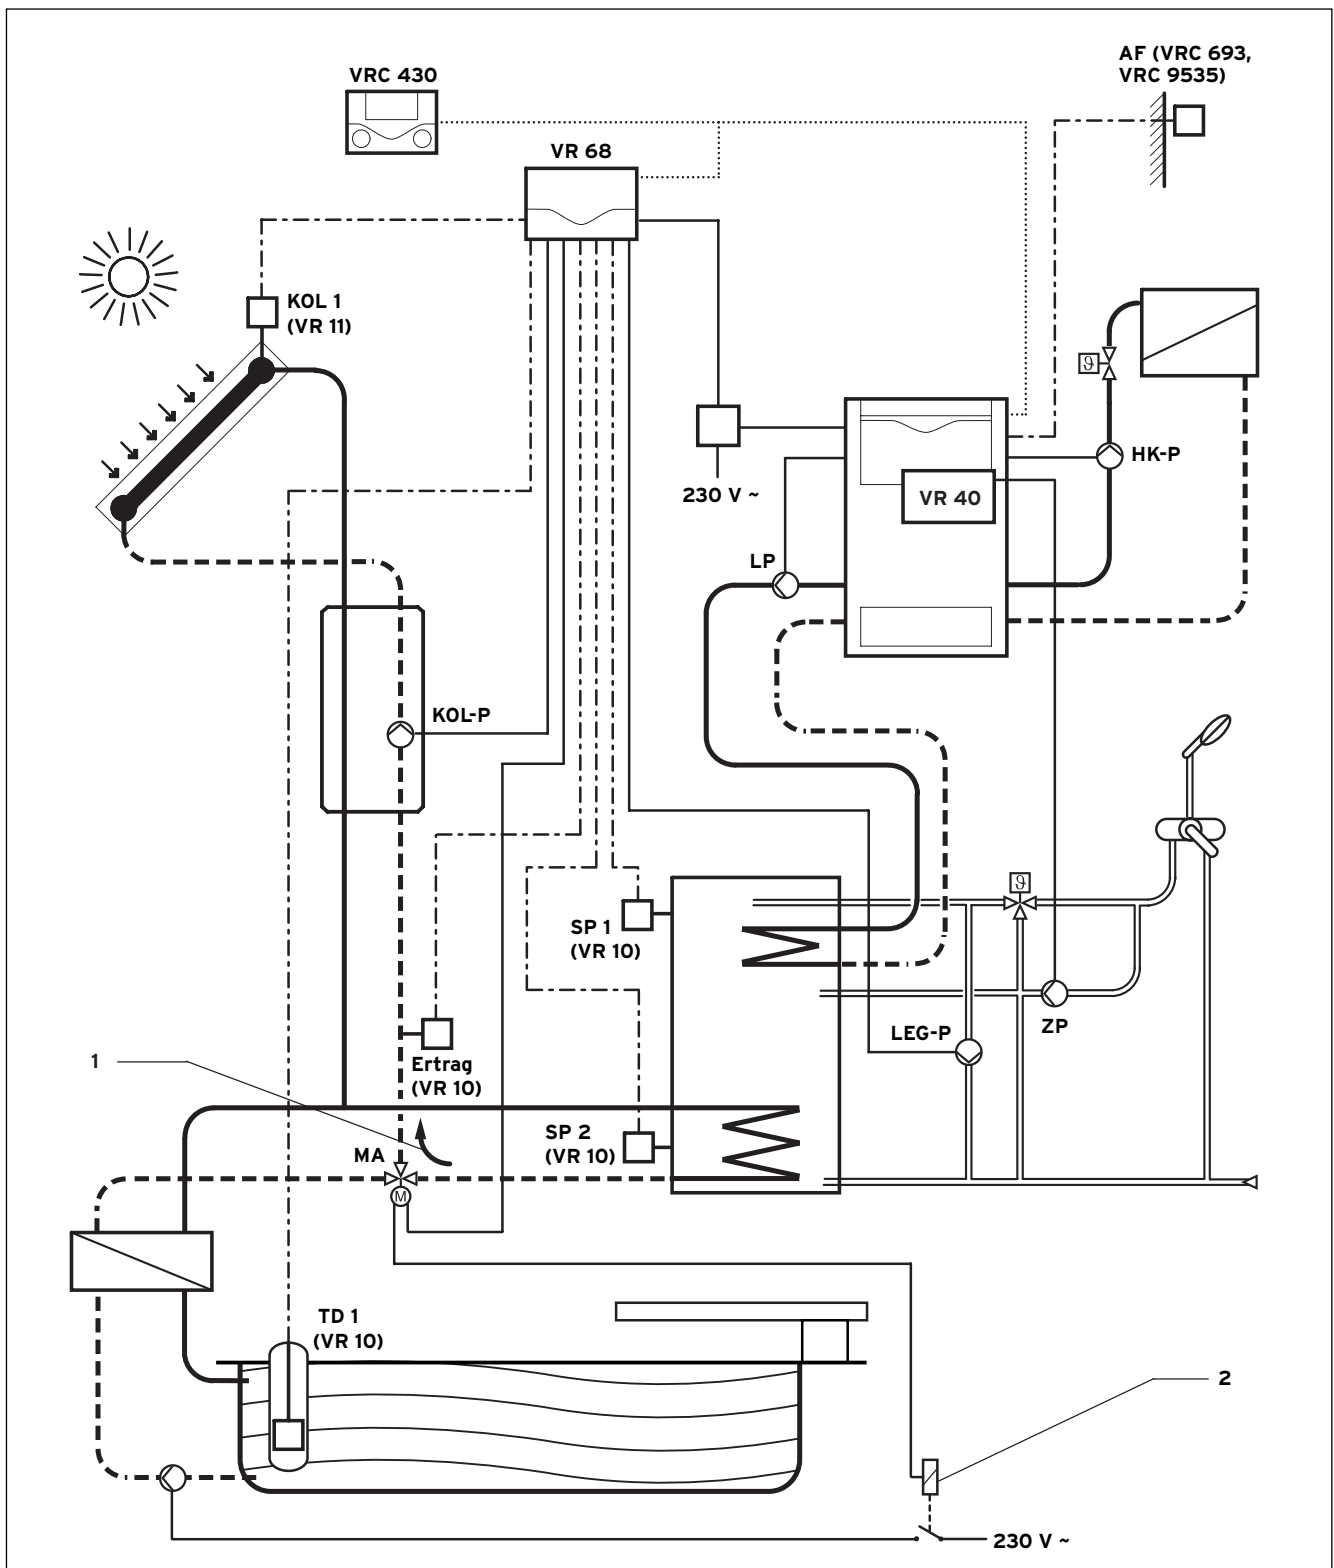 AF (VRC 693,
VRC 9535)
VRC 430
VR 68
KOL 1
(VR 11)
HK-P
230 V ~
VR 40
LP
KOL-P
SP 1
(VR 10)
LEG-P
ZP
1
Ertrag
(VR 10)
SP 2
(VR 10)
MA
M
TD 1
(VR 10)
2
230 V ~
ϑ
ϑ